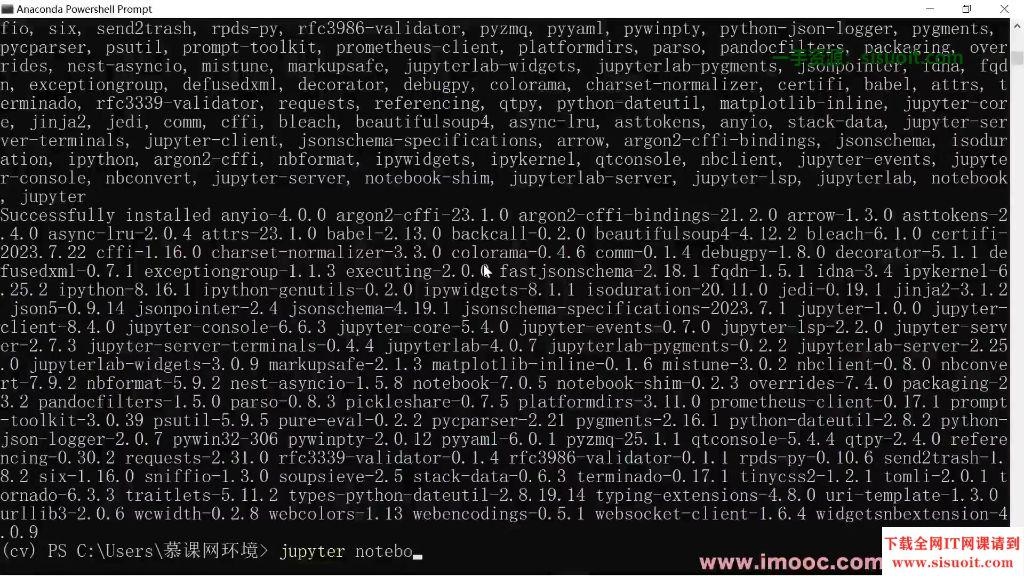 Anaconda Powershell Prompt
fio, six, send2trash, rpds-py, rfc3986-validator, pyzmq, pyyaml, pywinpty, python-json-logger, pygments,
pycparser, psutil, prompt-toolkit, prometheus-client, platformdirs, parso, pandocfilters, packaging, over
一手资源：sisuoit.com
rides, nest-asyncio, mistune, markupsafe, jupyterlab-widgets, jupyterlab-pygments, jsonpointer, idna, fqd
n, exceptiongroup, defusedxml, decorator, debugpy, colorama, charset-normalizer, certifi, babel, attrs, t
erminado, rfc3339-validator, requests, referencing, qtpy, python-dateutil, matplotlib-inline, jupyter-cor
e, jinja2, jedi, comm, cffi, bleach, beautifulsoup4, async-lru, asttokens, anyio, stack-data, jupyter-ser
ver-terminals, jupyter-client, jsonschema-specifications, arrow, argon2-cffi-bindings, jsonschema, isodur
ation, ipython, argon2-cffi, nbformat, ipywidgets, ipykernel, qtconsole, nbclient, jupyter-events, jupyte
r-console, nbconvert, jupyter-server, notebook-shim, jupyterlab-server, jupyter-lsp, jupyterlab, notebook
, jupyter
Successfully installed anyio-4.0.0 argon2-cffi-23.1.0 argon2-cffi-bindings-21.2.0 arrow-1.3.0 asttokens-2
.4.0 async-lru-2.0.4 attrs-23.1.0 babel-2.13.0 backcall-0.2.0 beautifulsoup4-4.12.2 bleach-6.1.0 certifi-
2023.7.22 cffi-1.16.0 charset-normalizer-3.3.0 colorama-0.4.6 comm-0.1.4 debugpy-1.8.0 decorator-5.1.1 de
fusedxml-0.7.1 exceptiongroup-1.1.3 executing-2.0.0 fastjsonschema-2.18.1 fqdn-1.5.1 idna-3.4 ipykernel-6
.25.2 ipython-8.16.1 ipython-genutils-0.2.0 ipywidgets-8.1.1 isoduration-20.11.0 jedi-0.19.1 jinja2-3.1.2
json5-0.9.14 jsonpointer-2.4 jsonschema-4.19.1 jsonschema-specifications-2023.7.1 jupyter-1.0.0 jupyter-
client-8.4.0 jupyter-console-6.6.3 jupyter-core-5.4.0 jupyter-events-0.7.0 jupyter-lsp-2.2.0 jupyter-serv
er-2.7.3 jupyter-server-terminals-0.4.4 jupyterlab-4.0.7 jupyterlab-pygments-0.2.2 jupyterlab-server-2.25
.0 jupyterlab-widgets-3.0.9 markupsafe-2.1.3 matplotlib-inline-0.1.6 mistune-3.0.2 nbclient-0.8.0 nbconve
rt-7.9.2 nbformat-5.9.2 nest-asyncio-1.5.8 notebook-7.0.5 notebook-shim-0.2.3 overrides-7.4.0 packaging-2
3.2 pandocfilters-1.5.0 parso-0.8.3 pickleshare-0.7.5 platformdirs-3.11.0 prometheus-client-0.17.1 prompt
-toolkit-3.0.39 psutil-5.9.5 pure-eval-0.2.2 pycparser-2.21 pygments-2.16.1 python-dateutil-2.8.2 python-
json-logger-2.0.7 pywin32-306 pywinpty-2.0.12 pyyaml-6.0.1 pyzmq-25.1.1 qtconsole-5.4.4 qtpy-2.4.0 refere
ncing-0.30.2 requests-2.31.0 rfc3339-validator-0.1.4 rfc3986-validator-0.1.1 rpds-py-0.10.6 send2trash-1.
8.2 six-1.16.0 sniffio-1.3.0 soupsieve-2.5 stack-data-0.6.3 terminado-0.17.1 tinycss2-1.2.1 tomli-2.0.1 t
ornado-6.3.3 traitlets-5.11.2 types-python-dateutil-2.8.19.14 typing-extensions-4.8.0 uri-template-1.3.0
urllib3-2.0.6 wcwidth-0.2.8 webcolors-1.13 webencodings-0.5.1 websocket-client-1.6.4 widgetsnbextension-4
.0.9
(cv) PS C:\Users\慕课网环境> jupyter notebo
www.imooc.com
下载全网IT网课请到
www.sisuoit.com